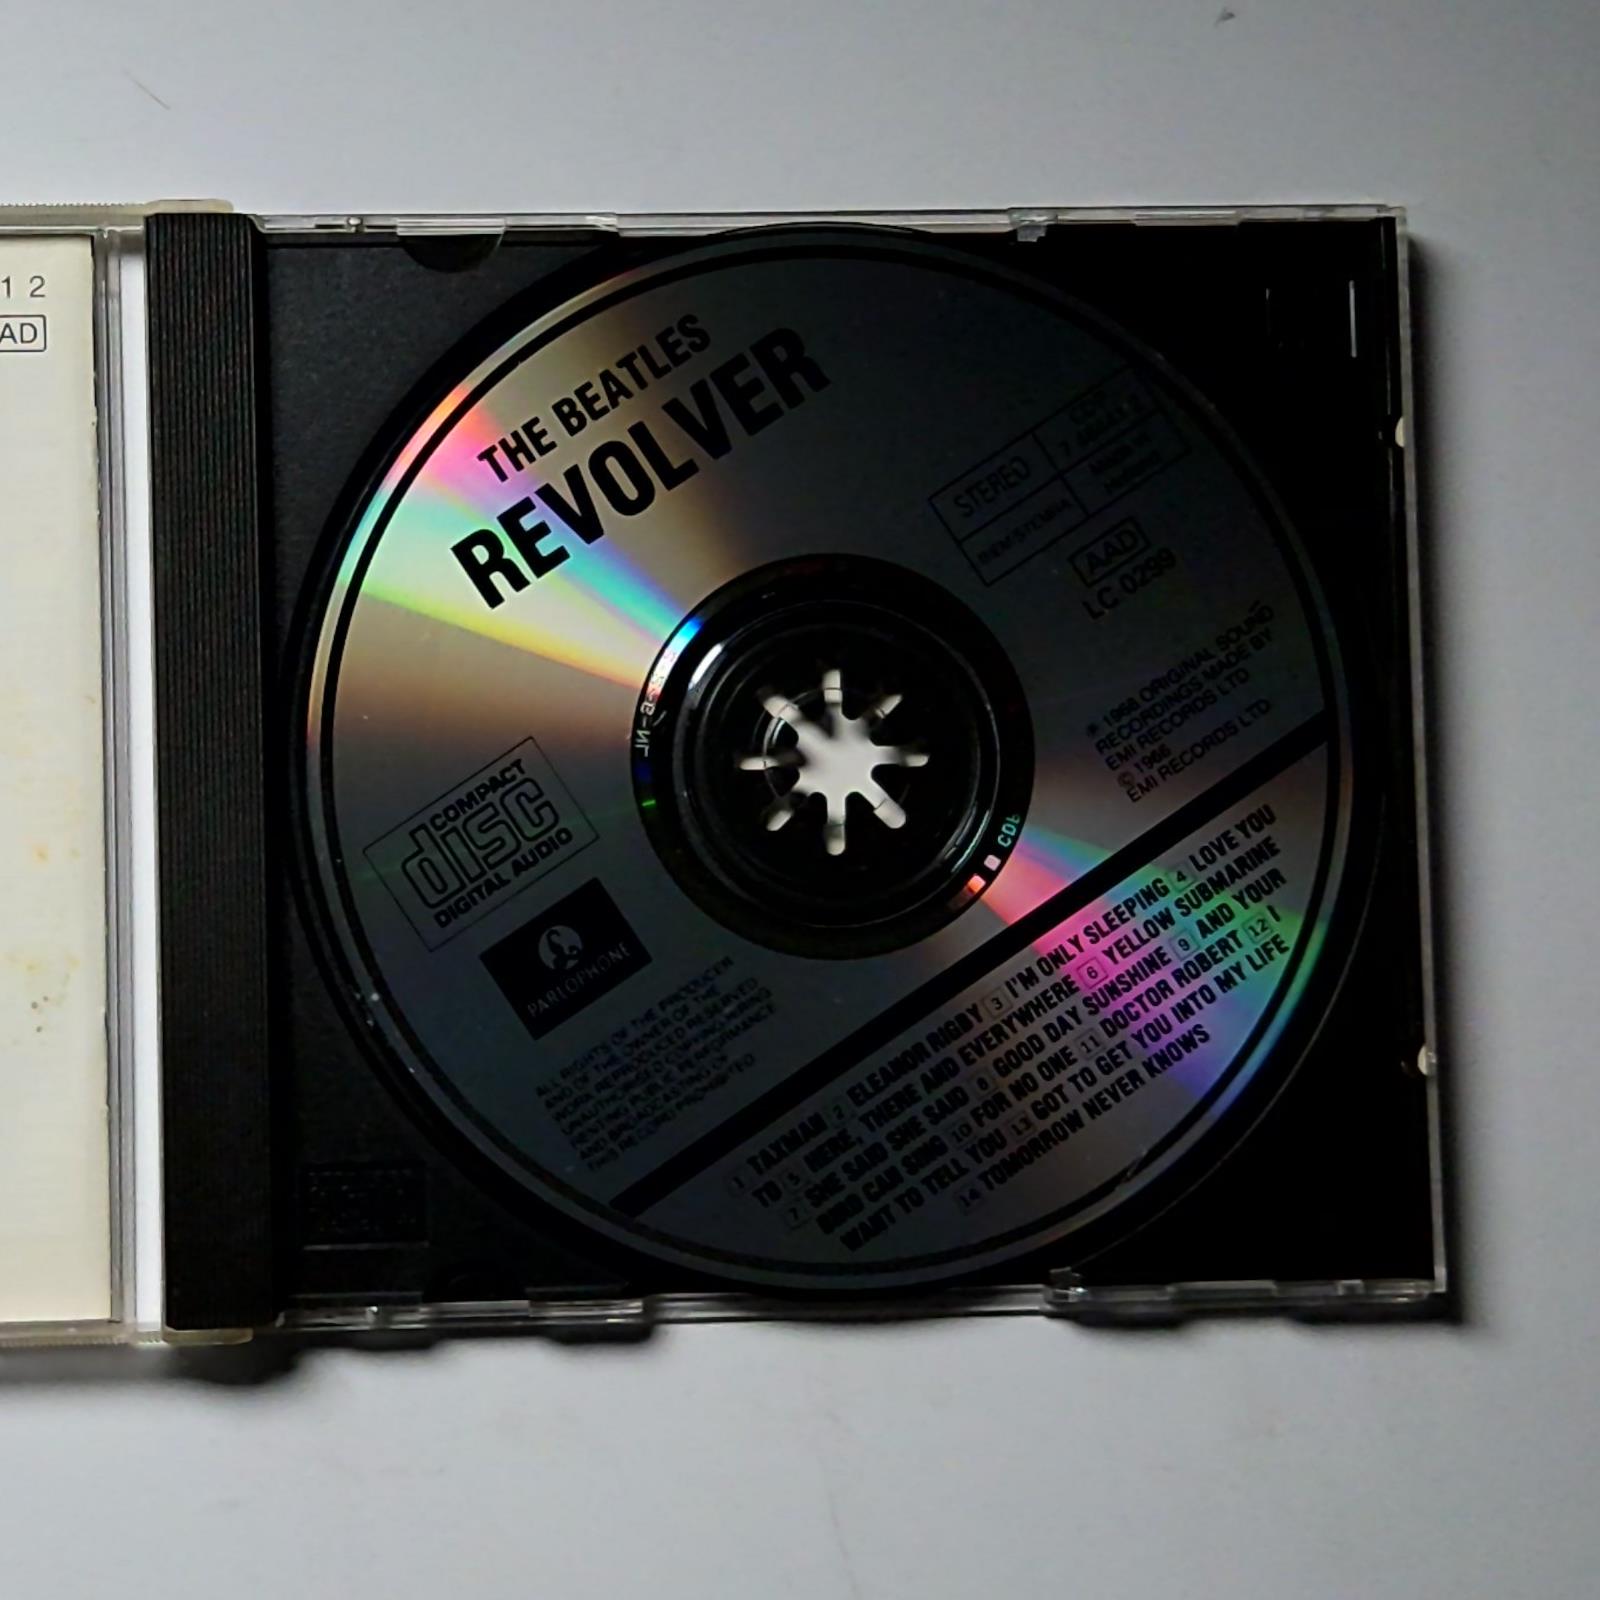 1 2
AD
THE BEATLES
REVOLVER
STEREO
BIEM/STEMRA
AAD
LC 0299
1966 ORIGINAL SOUND
RECORDINGS MADE BY
EMI RECORDS LTD
© 1966
EMI RECORDS LTD
COMPACT
disc
DIGITAL AUDIO
PARLOPHONE
ALL RIGHTS OF THE PRODUCER
AND OF THE OWNER OF THE
WORK REPRODUCED RESERVED
UNAUTHORISED COPYING HIRING
RENTING PUBLIC PERFORMANCE
AND BROADCASTING OF
THIS RECORD PROHIBITED
1 TAXMAN 2 ELEANOR RIGBY 3 I'M ONLY SLEEPING 4 LOVE YOU
TO 5 HERE, THERE AND EVERYWHERE 6 YELLOW SUBMARINE
7 SHE SAID SHE SAID 8 GOOD DAY SUNSHINE 9 AND YOUR
BIRD CAN SING 10 FOR NO ONE 11 DOCTOR ROBERT 12 I
WANT TO TELL YOU 13 GOT TO GET YOU INTO MY LIFE
14 TOMORROW NEVER KNOWS